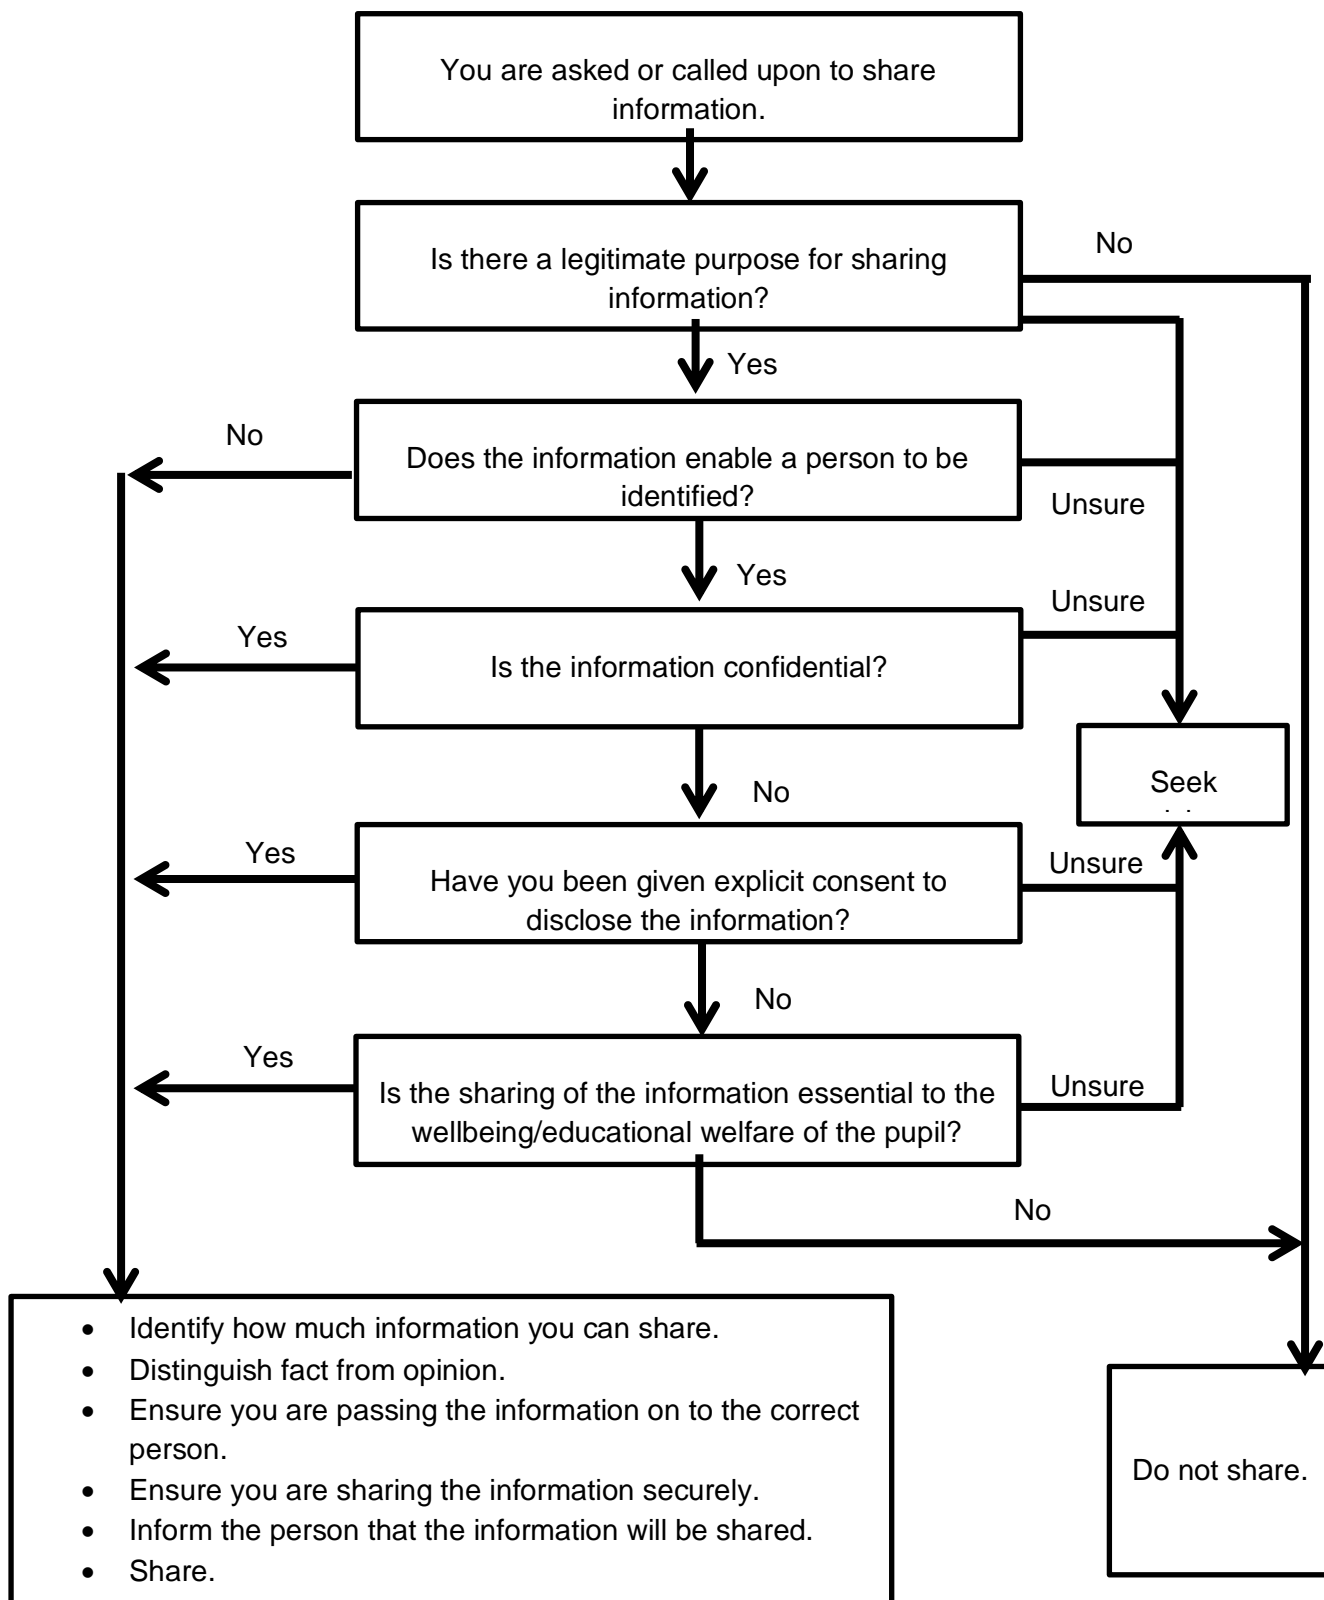 You are asked or called upon to share
information.
No
Is there a legitimate purpose for sharing
information?
Yes
No
Does the information enable a person to be
identified?
Unsure
Yes
Unsure
Yes
Is the information confidential?
Seek
No
Yes
Unsure
Have you been given explicit consent to
disclose the information?
No
Yes
Is the sharing of the information essential to the
wellbeing/educational welfare of the pupil?
Unsure
No
• Identify how much information you can share.
• Distinguish fact from opinion.
• Ensure you are passing the information on to the correct
person.
• Ensure you are sharing the information securely.
• Inform the person that the information will be shared.
• Share.
Do not share.